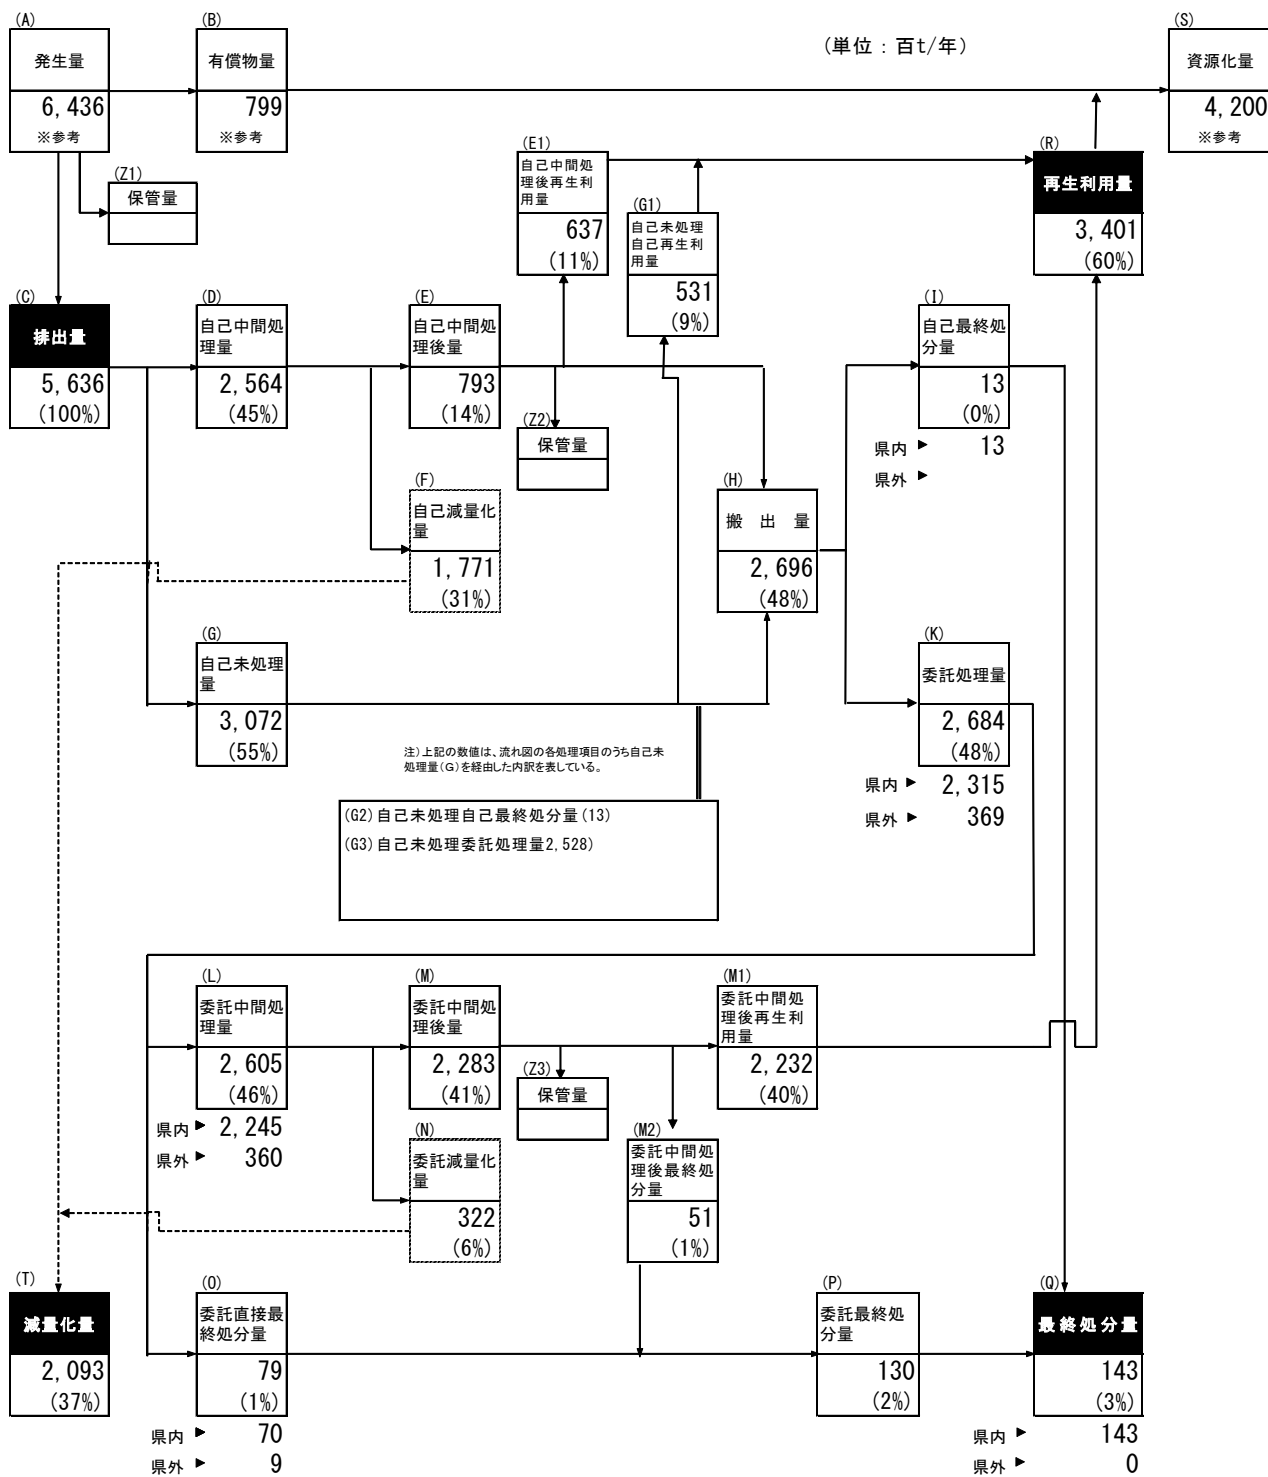 (A)
発生量
6,436
※参考
(B)
有償物量
799
※参考
(単位：百t/年)
(S)
資源化量
4,200
※参考
(Z1)
保管量
(E1)
自己中間処
理後再生利
用量
637
(11%)
(G1)
自己未処理
自己再生利
用量
531
(9%)
(R)
再生利用量
3,401
(60%)
(C)
排出量
5,636
(100%)
(D)
自己中間処
理量
2,564
(45%)
(E)
自己中間処
理後量
793
(14%)
(Z2)
保管量
(I)
自己最終処
分量
13
(0%)
県内 ▶ 13
県外 ▶
(F)
自己減量化
量
1,771
(31%)
(H)
搬 出 量
2,696
(48%)
(G)
自己未処理
量
3,072
(55%)
(K)
委託処理量
2,684
(48%)
県内 ▶ 2,315
県外 ▶ 369
注)上記の数値は、流れ図の各処理項目のうち自己未
処理量(G)を経由した内訳を表している。
(G2)自己未処理自己最終処分量(13)
(G3)自己未処理委託処理量2,528)
(L)
委託中間処
理量
2,605
(46%)
県内 ▶ 2,245
県外 ▶ 360
(M)
委託中間処
理後量
2,283
(41%)
(Z3)
保管量
(M1)
委託中間処
理後再生利
用量
2,232
(40%)
(N)
委託減量化
量
322
(6%)
(M2)
委託中間処
理後最終処
分量
51
(1%)
(T)
減量化量
2,093
(37%)
(O)
委託直接最
終処分量
79
(1%)
県内 ▶ 70
県外 ▶ 9
(P)
委託最終処
分量
130
(2%)
(Q)
最終処分量
143
(3%)
県内 ▶ 143
県外 ▶ 0